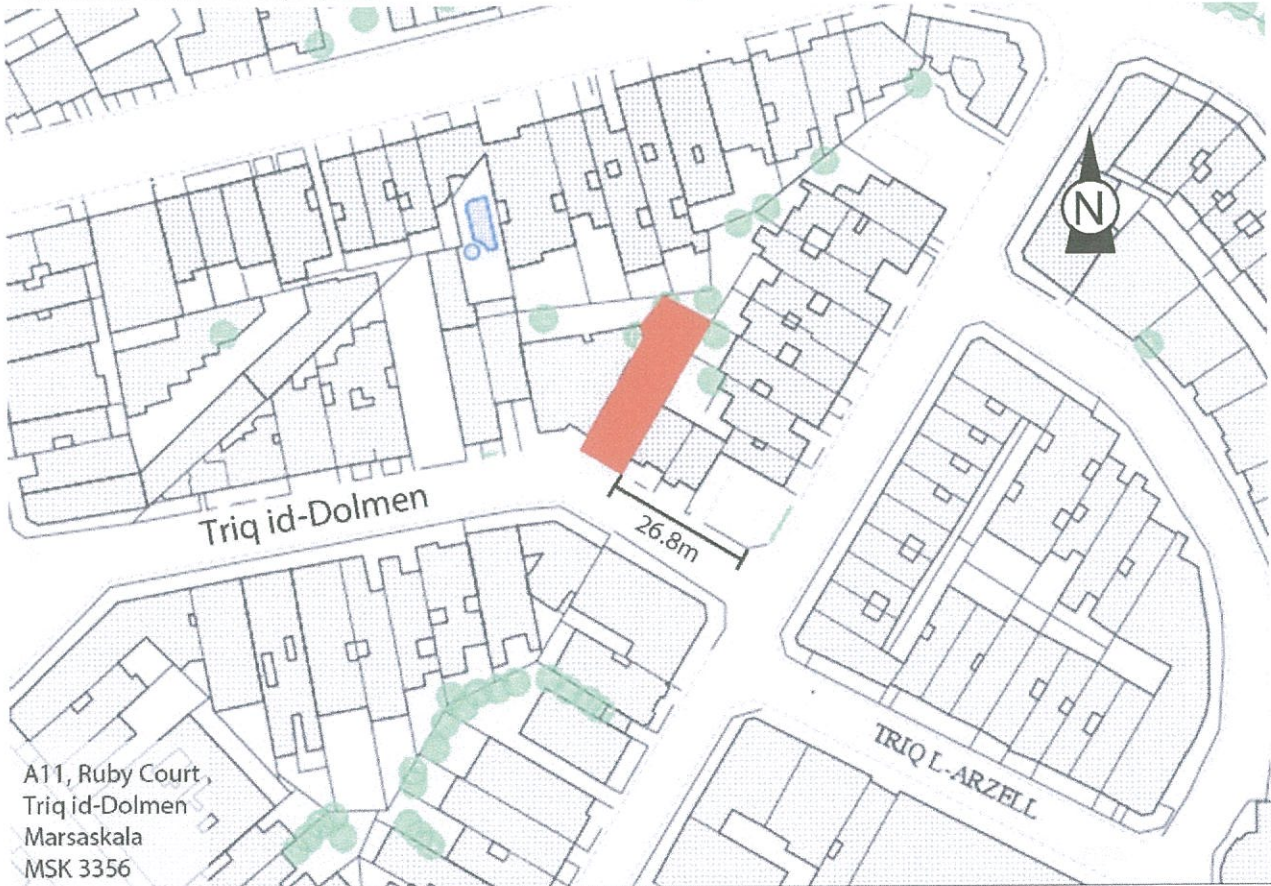 N
Triq id-Dolmen
26.8m
TRIQ L-ARZELL
A11, Ruby Court,
Triq id-Dolmen
Marsaskala
MSK 3356